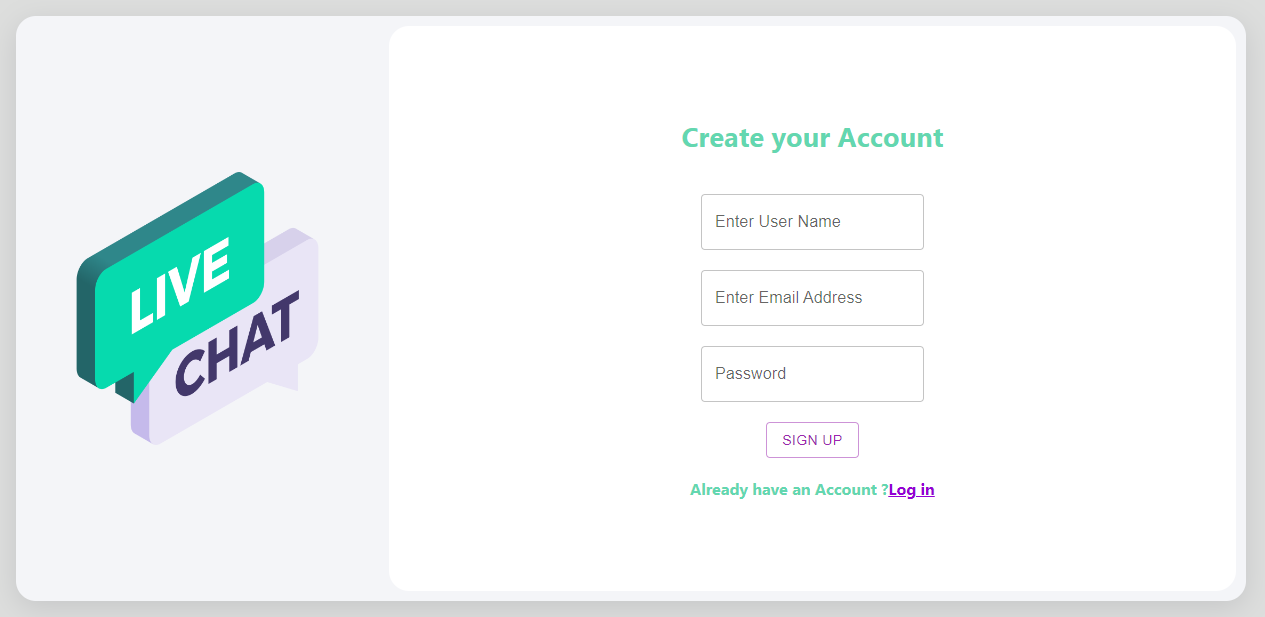 LIVE
CHAT
Create your Account
Enter User Name
Enter Email Address
Password
SIGN UP
Already have an Account ?Log in